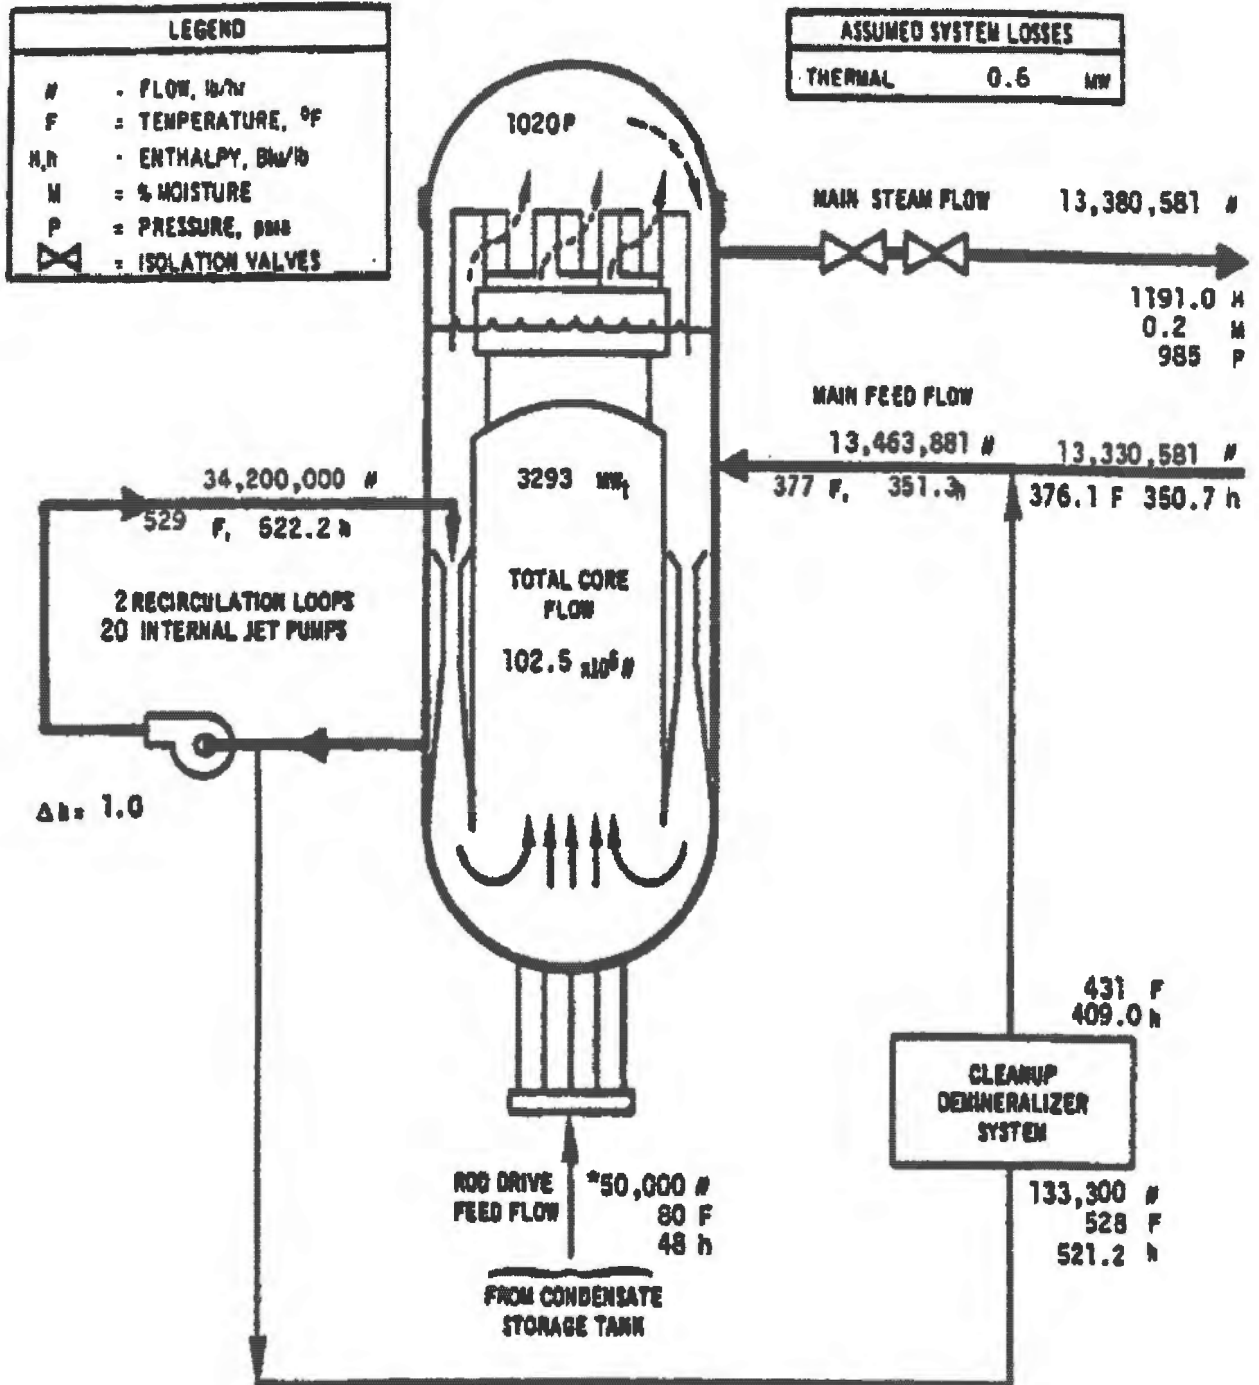 LEGEND
# - FLOW, lb/hr
F = TEMPERATURE, °F
H,h - ENTHALPY, Btu/lb
M = % MOISTURE
P = PRESSURE, psia
= ISOLATION VALVES
ASSUMED SYSTEM LOSSES
THERMAL 0.6 MW
1020 P
MAIN STEAM FLOW 13,380,581 #
1191.0 H
0.2 M
985 P
MAIN FEED FLOW
13,463,881 # 13,330,581 #
377 F, 351.3 h 376.1 F 350.7 h
34,200,000 #
529 F, 522.2 h
3293 MWt
2 RECIRCULATION LOOPS
20 INTERNAL JET PUMPS
TOTAL CORE
FLOW
102.5 x10⁶ #
Δh= 1.0
431 F
409.0 h
CLEANUP
DEMINERALIZER
SYSTEM
133,300 #
528 F
521.2 h
ROD DRIVE
FEED FLOW
*50,000 #
80 F
48 h
FROM CONDENSATE
STORAGE TANK